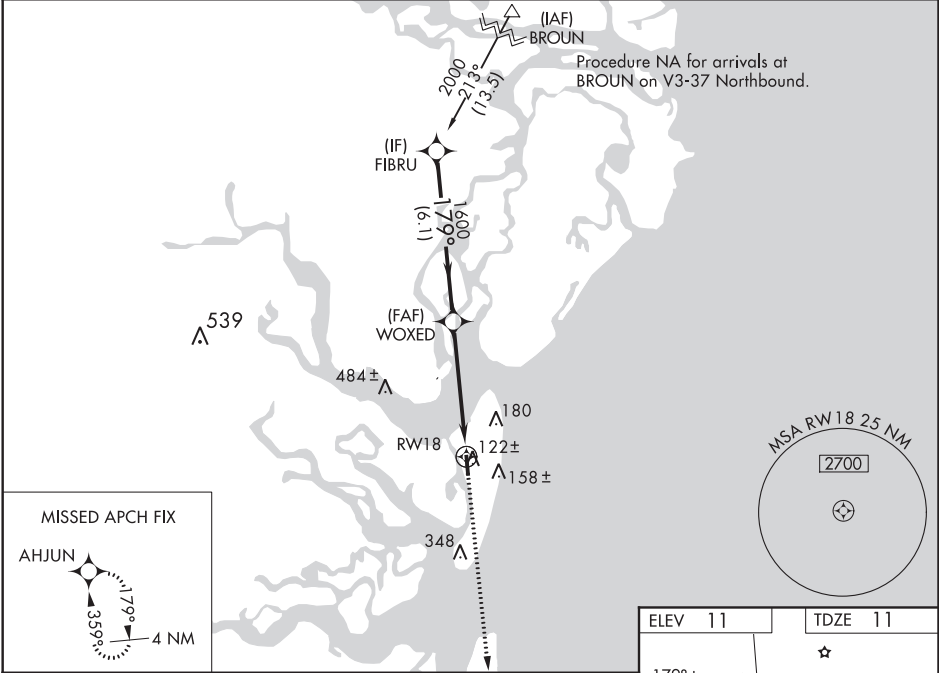 (IAF)
BROUN
Procedure NA for arrivals at
BROUN on V3-37 Northbound.
2000
213°
(13.5)
(IF)
FIBRU
1600
179°
(6.1)
(FAF)
WOXED
539
484±
180
RW18
122±
158±
348
MSA RW18 25 NM
2700
MISSED APCH FIX
AHJUN
179°
359°
4 NM
ELEV 11
TDZE 11